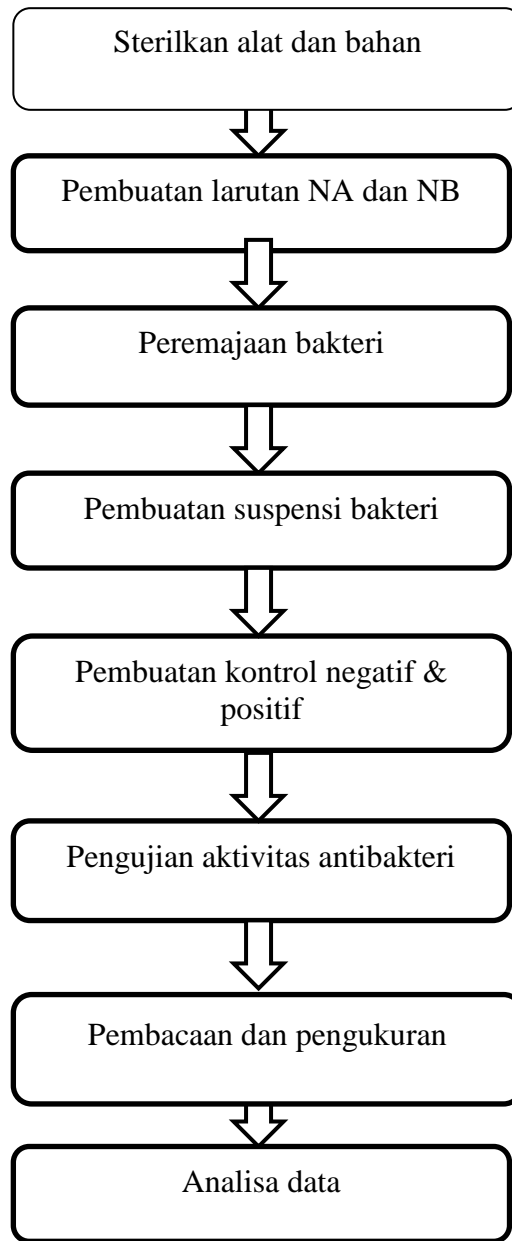 Sterilkan alat dan bahan
Pembuatan larutan NA dan NB
Peremajaan bakteri
Pembuatan suspensi bakteri
Pembuatan kontrol negatif &
positif
Pengujian aktivitas antibakteri
Pembacaan dan pengukuran
Analisa data